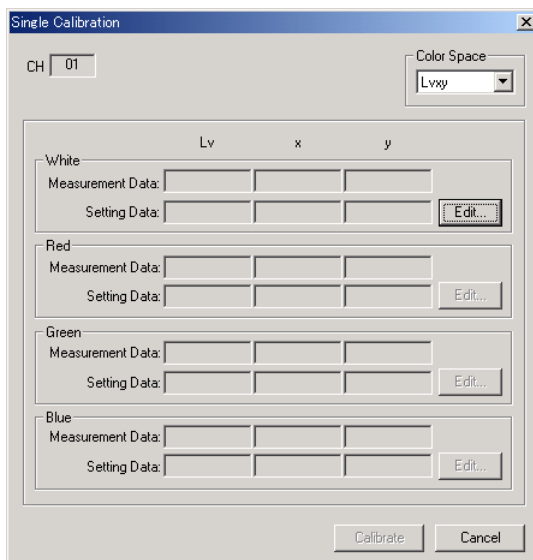 Single Calibration
CH 01
Color Space
Lvxy
Lv x y
White
Measurement Data:
Setting Data: Edit...
Red
Measurement Data:
Setting Data: Edit...
Green
Measurement Data:
Setting Data: Edit...
Blue
Measurement Data:
Setting Data: Edit...
Calibrate Cancel